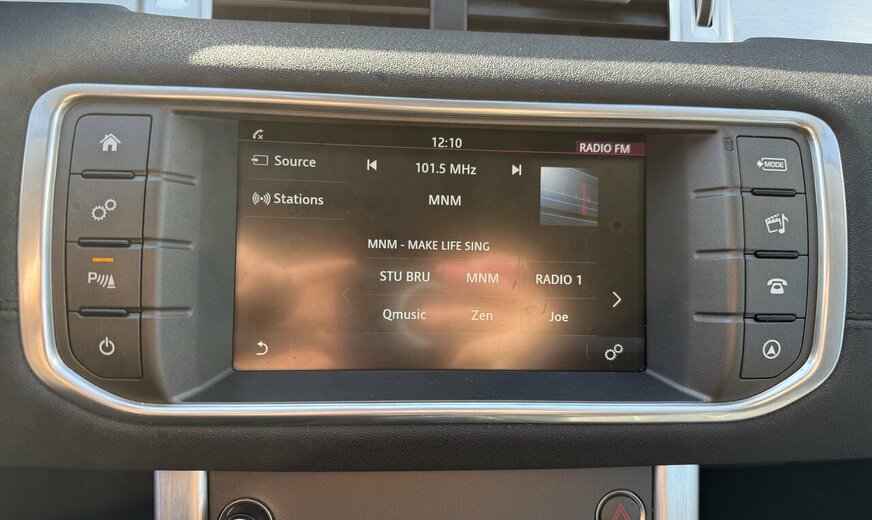 12:10
RADIO FM
Source
101.5 MHz
Stations
MNM
MNM - MAKE LIFE SING
STU BRU MNM RADIO 1
Qmusic Zen Joe
P
MODE